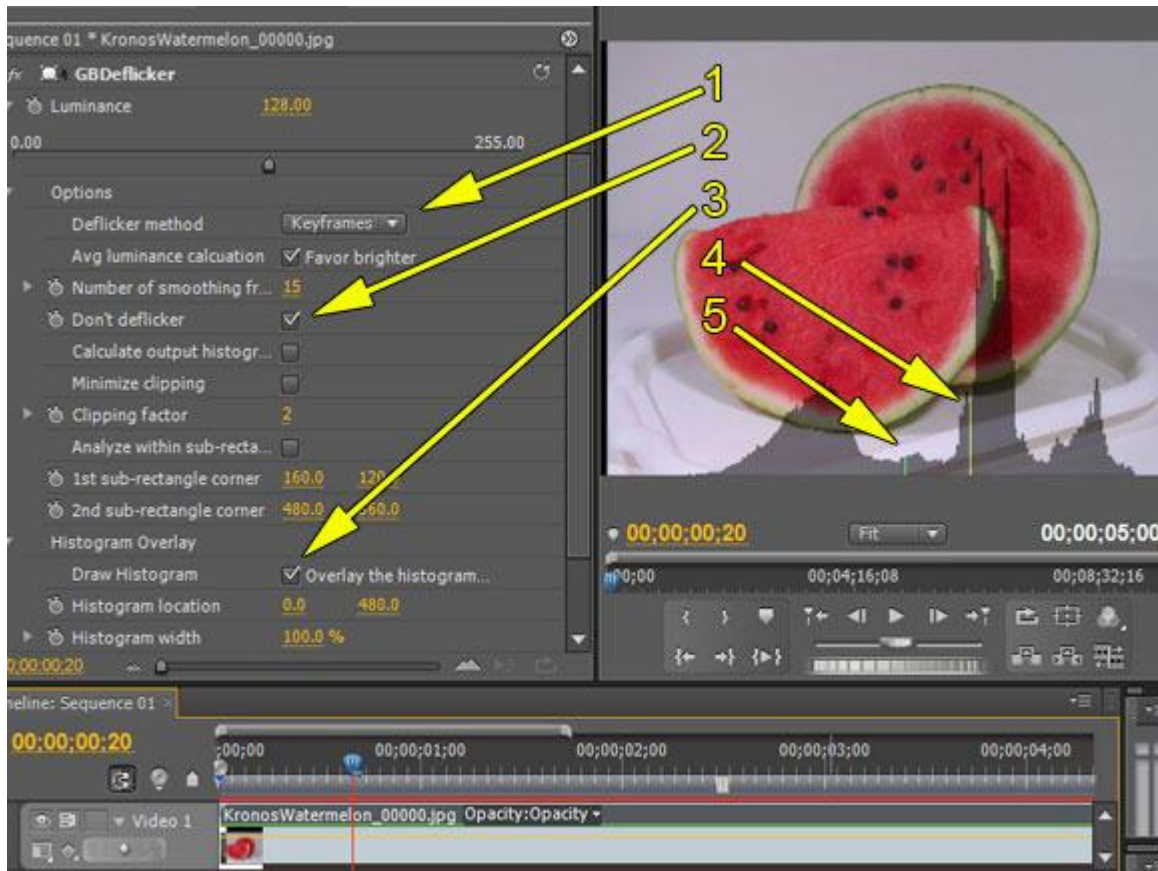 quence 01 * KronosWatermelon_00000.jpg
fx GBDeflicker
Luminance 128.00
0.00 255.00
Options
Deflicker method Keyframes
Avg luminance calcuation Favor brighter
Number of smoothing fr... 15
Don't deflicker
Calculate output histogr...
Minimize clipping
Clipping factor 2
Analyze within sub-recta...
1st sub-rectangle corner 160.0
2nd sub-rectangle corner 480.0
Histogram Overlay
Draw Histogram Overlay the histogram...
Histogram location 0.0 480.0
Histogram width 100.0 %
0;00;00;20
1
2
3
4
5
00;00;00;20 Fit 00;00;05;00
00;00 00;04;16;08 00;08;32;16
meline: Sequence 01 ×
00;00;00;20
;00;00 00;00;01;00 00;00;02;00 00;00;03;00 00;00;04;00
Video 1
KronosWatermelon_00000.jpg Opacity:Opacity